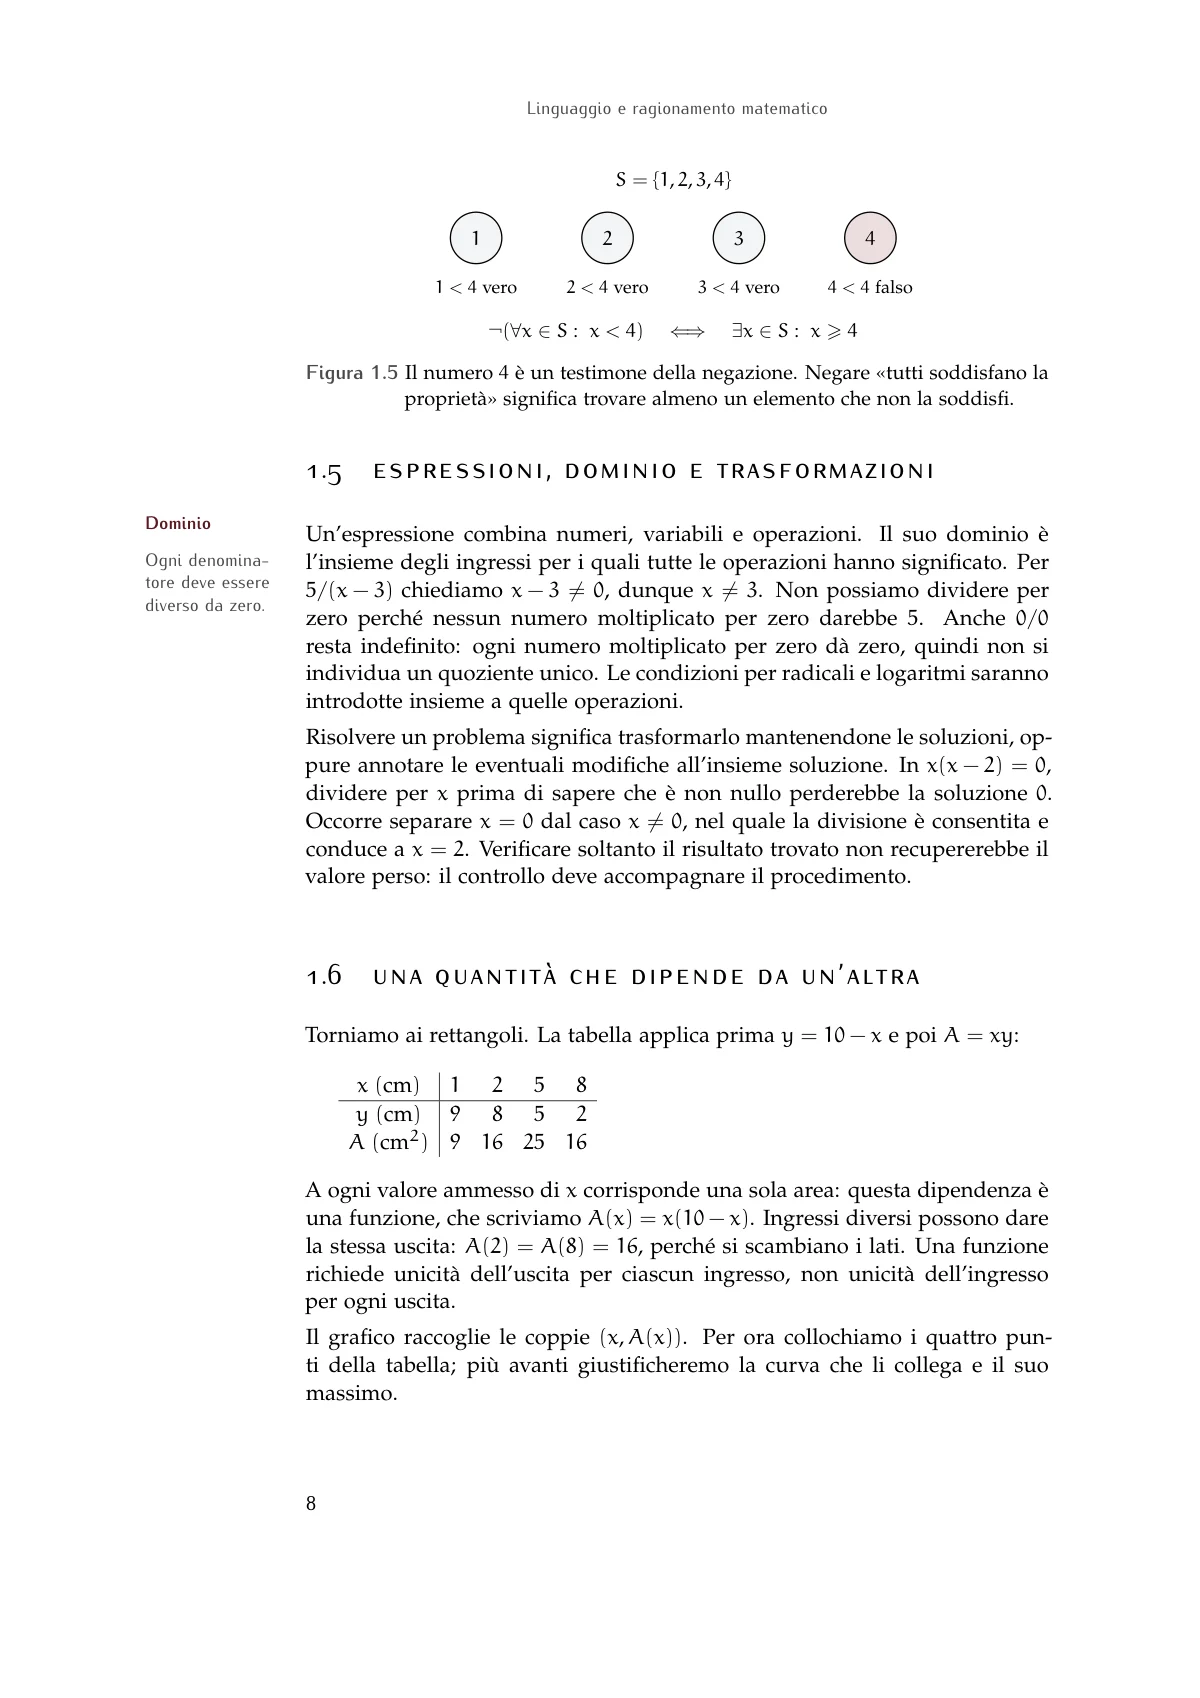 Linguaggio e ragionamento matematico
S = {1, 2, 3, 4}
1 2 3 4
1 < 4 vero 2 < 4 vero 3 < 4 vero 4 < 4 falso
¬(∀x ∈ S : x < 4) ⟺ ∃x ∈ S : x ⩾ 4
Figura 1.5 Il numero 4 è un testimone della negazione. Negare «tutti soddisfano la
proprietà» significa trovare almeno un elemento che non la soddisfi.
1.5 ESPRESSIONI, DOMINIO E TRASFORMAZIONI
Dominio
Ogni denomina-
tore deve essere
diverso da zero.
Un'espressione combina numeri, variabili e operazioni. Il suo dominio è
l'insieme degli ingressi per i quali tutte le operazioni hanno significato. Per
5/(x − 3) chiediamo x − 3 ≠ 0, dunque x ≠ 3. Non possiamo dividere per
zero perché nessun numero moltiplicato per zero darebbe 5. Anche 0/0
resta indefinito: ogni numero moltiplicato per zero dà zero, quindi non si
individua un quoziente unico. Le condizioni per radicali e logaritmi saranno
introdotte insieme a quelle operazioni.
Risolvere un problema significa trasformarlo mantenendone le soluzioni, op-
pure annotare le eventuali modifiche all'insieme soluzione. In x(x − 2) = 0,
dividere per x prima di sapere che è non nullo perderebbe la soluzione 0.
Occorre separare x = 0 dal caso x ≠ 0, nel quale la divisione è consentita e
conduce a x = 2. Verificare soltanto il risultato trovato non recupererebbe il
valore perso: il controllo deve accompagnare il procedimento.
1.6 UNA QUANTITÀ CHE DIPENDE DA UN'ALTRA
Torniamo ai rettangoli. La tabella applica prima y = 10 − x e poi A = xy:
x (cm) 1 2 5 8
y (cm) 9 8 5 2
A (cm²) 9 16 25 16
A ogni valore ammesso di x corrisponde una sola area: questa dipendenza è
una funzione, che scriviamo A(x) = x(10 − x). Ingressi diversi possono dare
la stessa uscita: A(2) = A(8) = 16, perché si scambiano i lati. Una funzione
richiede unicità dell'uscita per ciascun ingresso, non unicità dell'ingresso
per ogni uscita.
Il grafico raccoglie le coppie (x, A(x)). Per ora collochiamo i quattro pun-
ti della tabella; più avanti giustificheremo la curva che li collega e il suo
massimo.
8